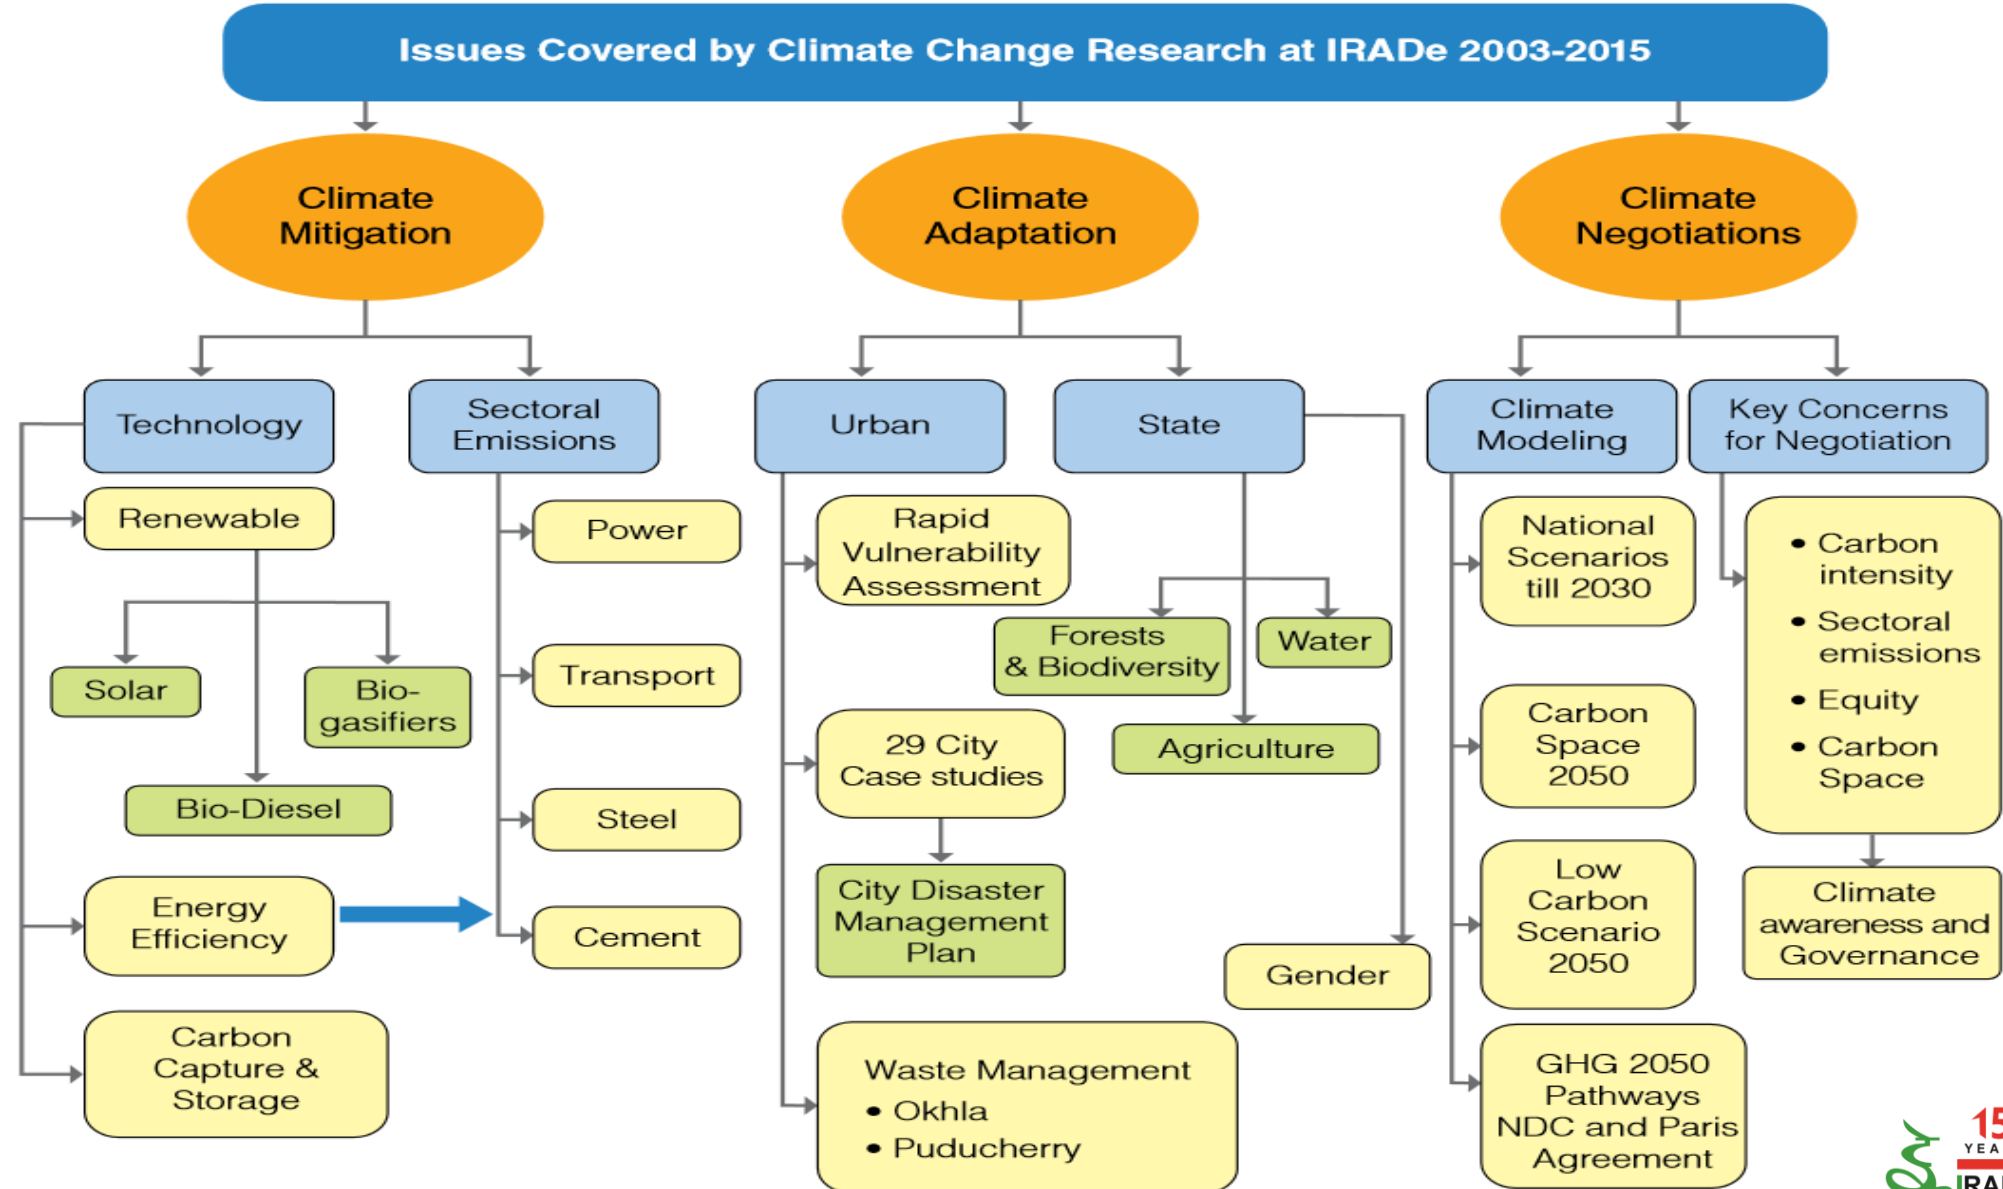 Issues Covered by Climate Change Research at IRADe 2003-2015
Climate
Mitigation
Climate
Adaptation
Climate
Negotiations
Technology
Sectoral
Emissions
Urban
State
Climate
Modeling
Key Concerns
for Negotiation
Renewable
Solar
Bio-
gasifiers
Bio-Diesel
Energy
Efficiency
Carbon
Capture &
Storage
Power
Transport
Steel
Cement
Rapid
Vulnerability
Assessment
29 City
Case studies
City Disaster
Management
Plan
Waste Management
• Okhla
• Puducherry
Forests
& Biodiversity
Water
Agriculture
Gender
National
Scenarios
till 2030
Carbon
Space
2050
Low
Carbon
Scenario
2050
GHG 2050
Pathways
NDC and Paris
Agreement
• Carbon
intensity
• Sectoral
emissions
• Equity
• Carbon
Space
Climate
awareness and
Governance
15